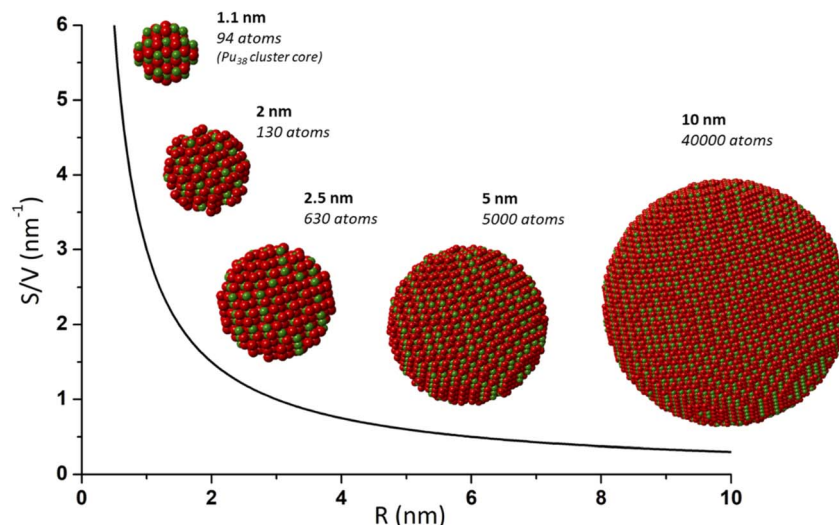 1.1 nm
94 atoms
(Pu₃₈ cluster core)
2 nm
130 atoms
2.5 nm
630 atoms
5 nm
5000 atoms
10 nm
40000 atoms
S/V (nm⁻¹)
6
5
4
3
2
1
0
0 2 4 6 8 10
R (nm)